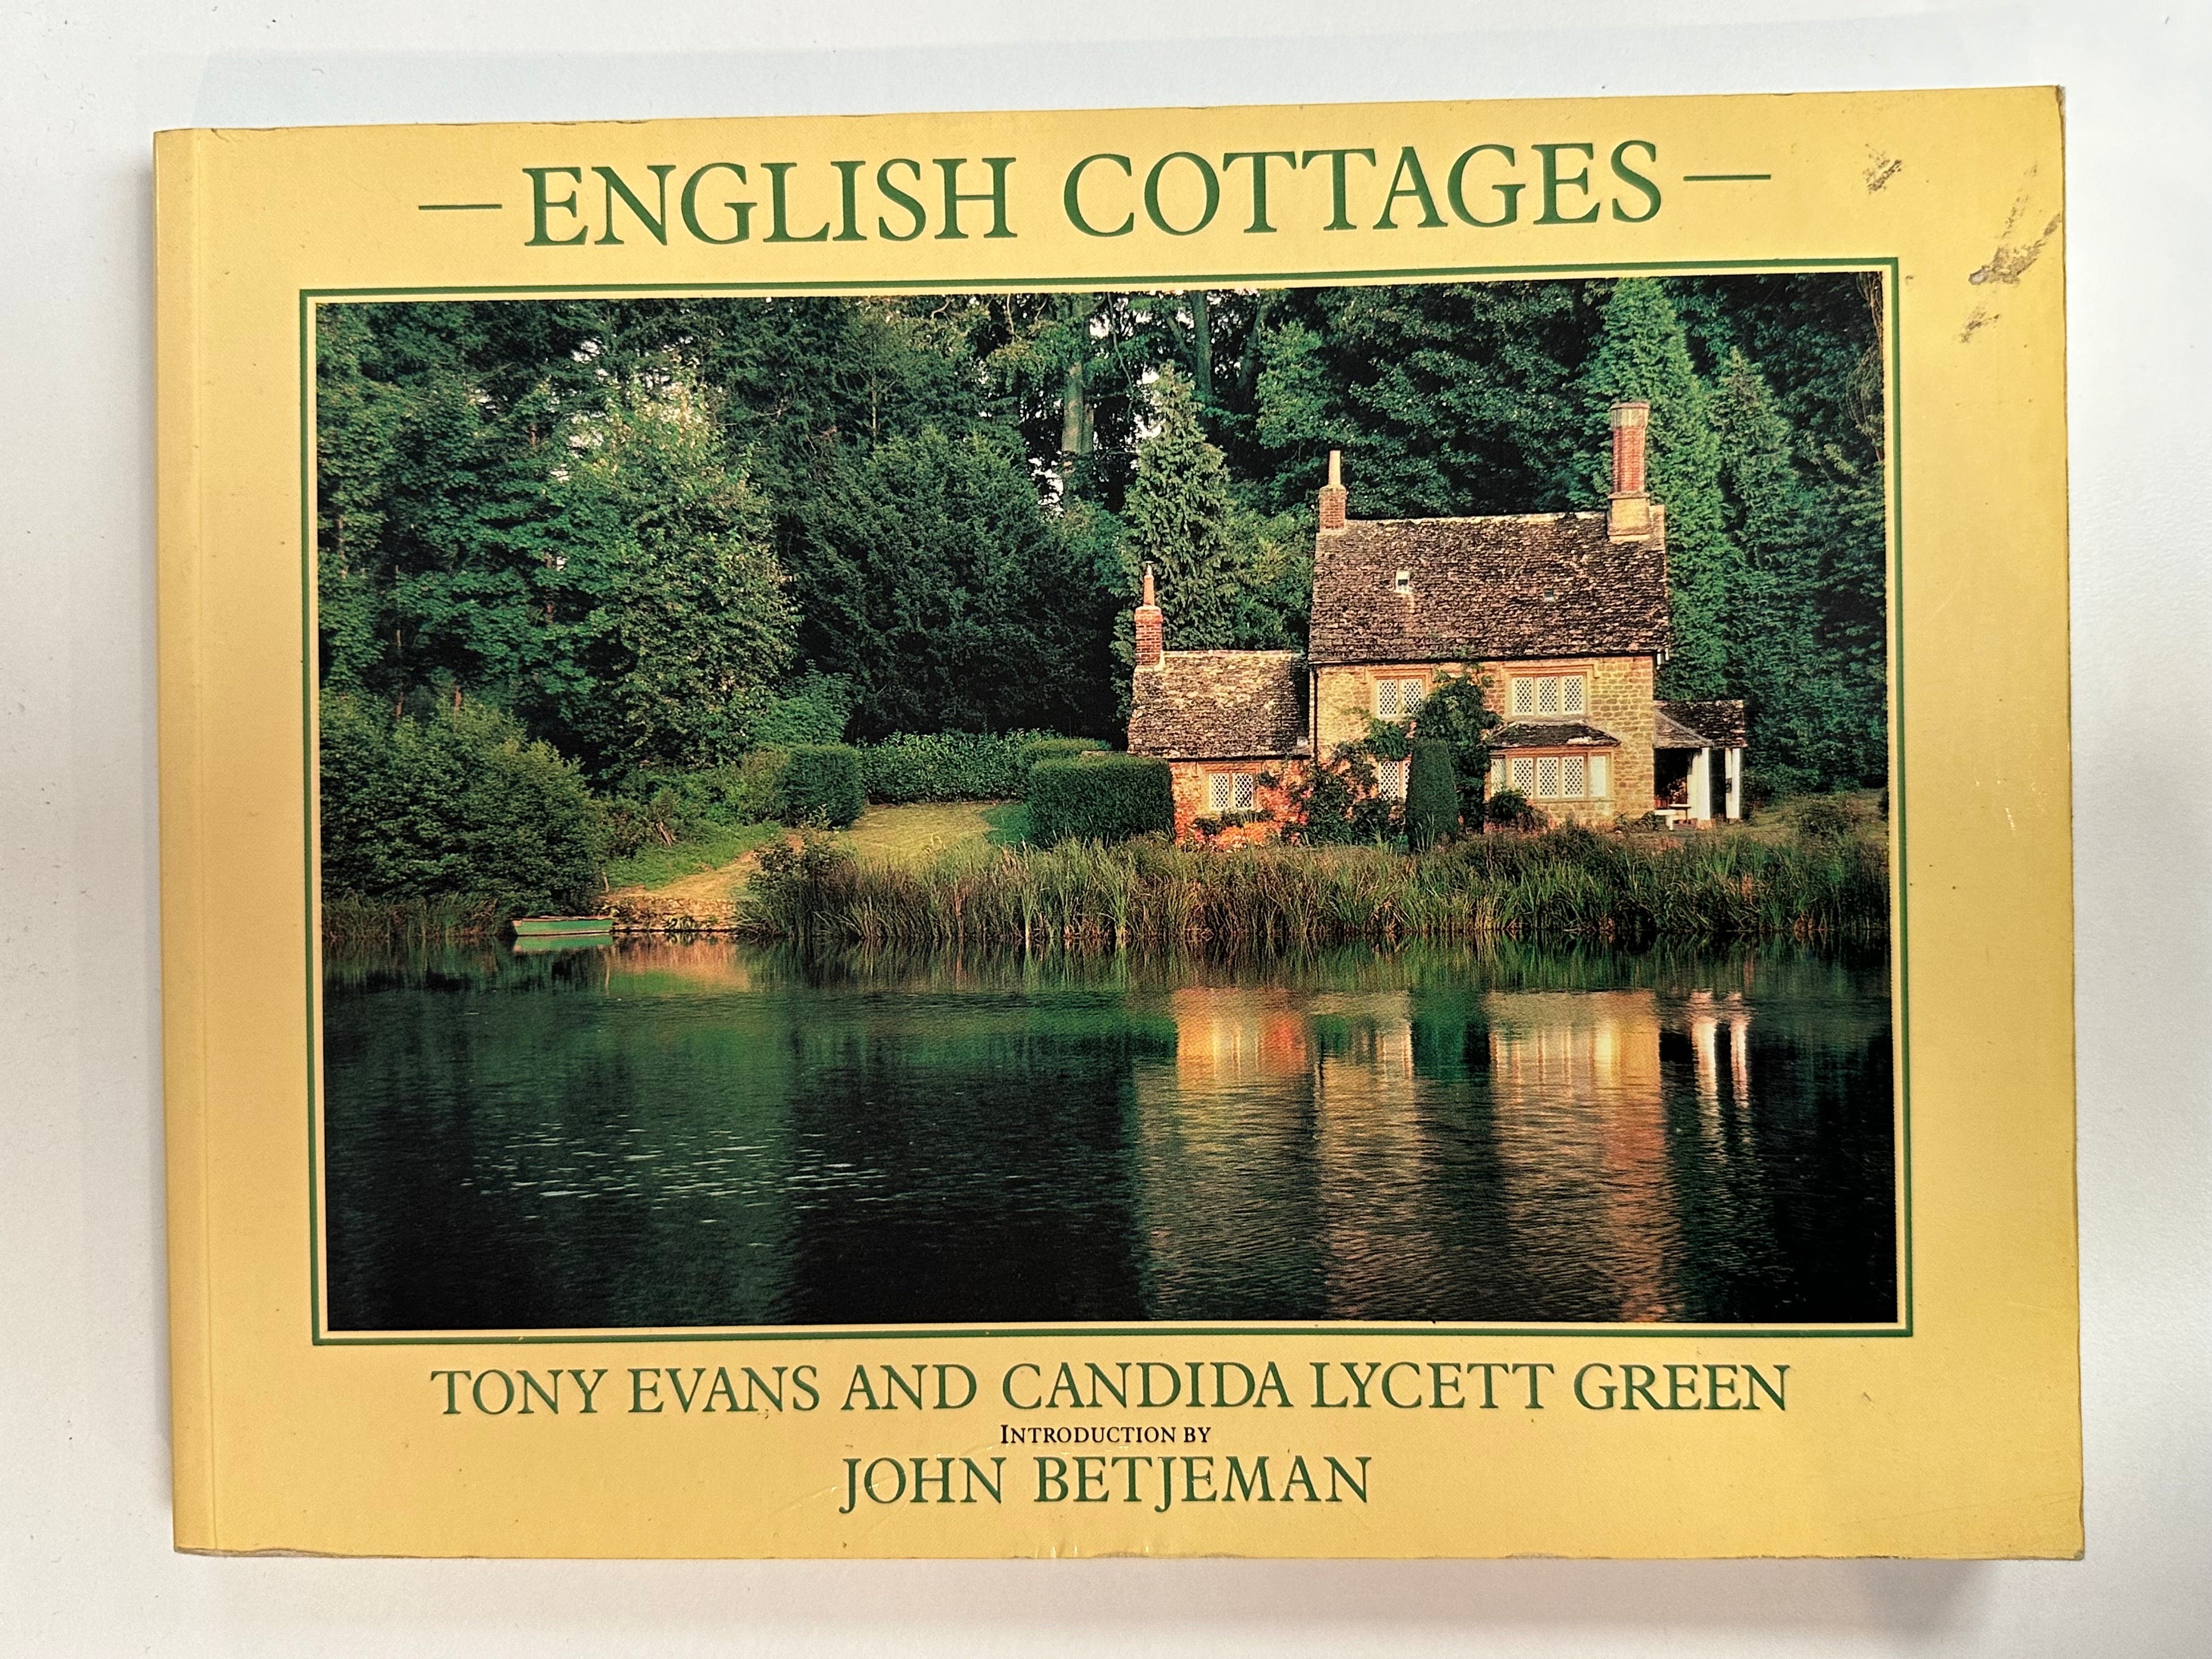 — ENGLISH COTTAGES —
TONY EVANS AND CANDIDA LYCETT GREEN
INTRODUCTION BY
JOHN BETJEMAN